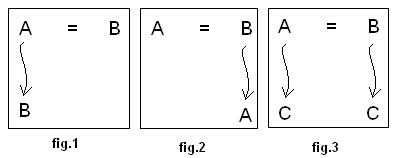 A = B
B
fig.1
A = B
A
fig.2
A = B
C C
fig.3